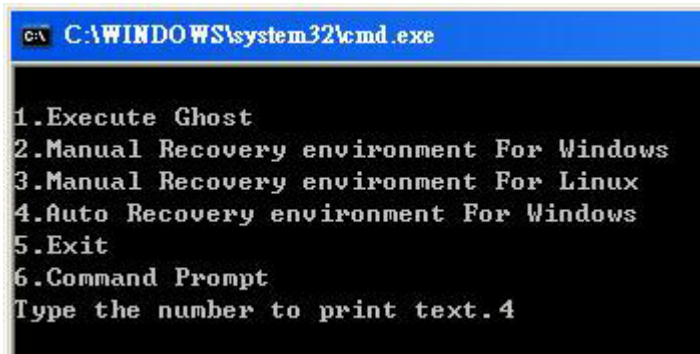 C:\WINDOWS\system32\cmd.exe
1.Execute Ghost
2.Manual Recovery environment For Windows
3.Manual Recovery environment For Linux
4.Auto Recovery environment For Windows
5.Exit
6.Command Prompt
Type the number to print text.4